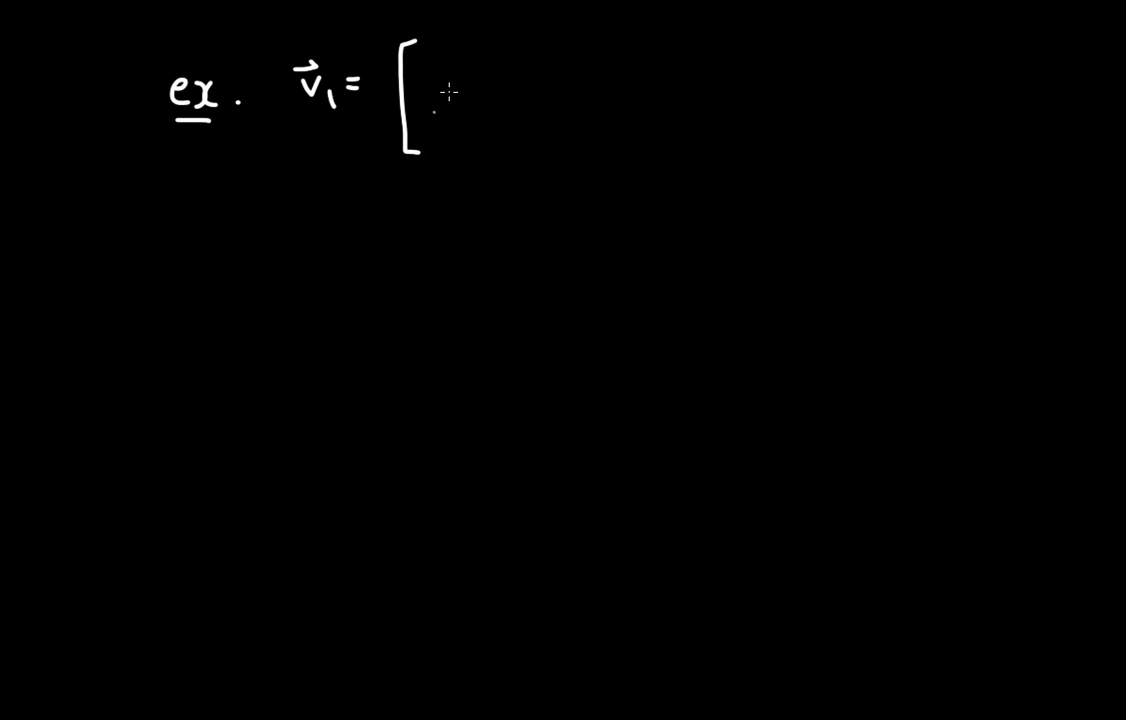 ex. v⃗₁ = [